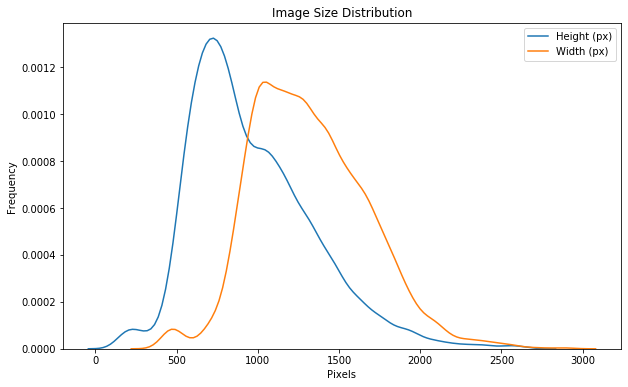 Image Size Distribution
Height (px)
Width (px)
Frequency
0.0012
0.0010
0.0008
0.0006
0.0004
0.0002
0.0000
0 500 1000 1500 2000 2500 3000
Pixels